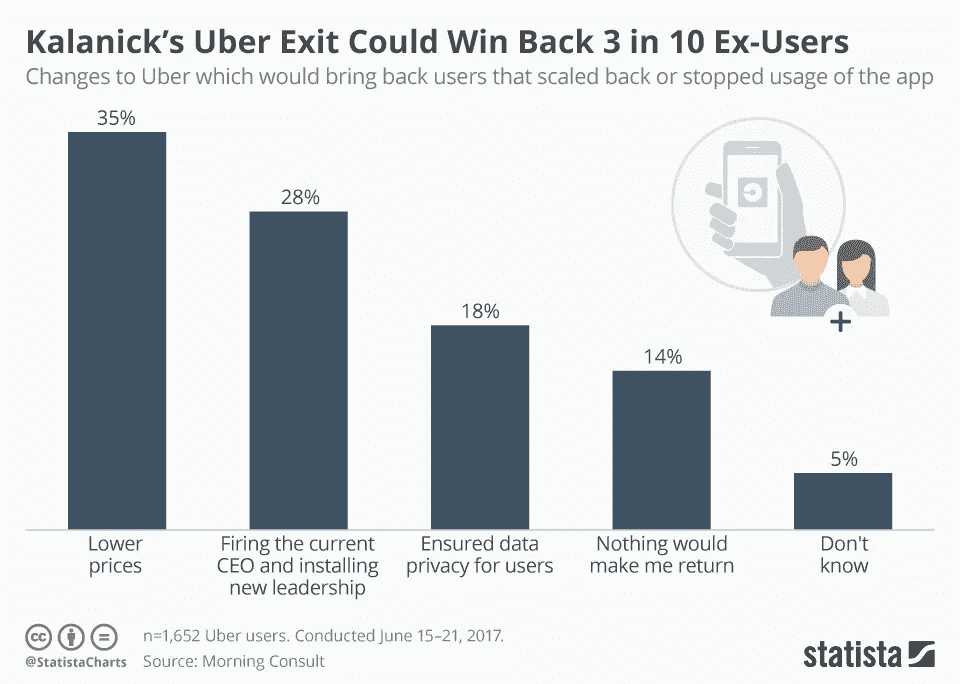 Kalanick's Uber Exit Could Win Back 3 in 10 Ex-Users
Changes to Uber which would bring back users that scaled back or stopped usage of the app
35%
28%
18%
14%
5%
Lower
prices
Firing the current
CEO and installing
new leadership
Ensured data
privacy for users
Nothing would
make me return
Don't
know
cc
@StatistaCharts
n=1,652 Uber users. Conducted June 15–21, 2017.
Source: Morning Consult
statista